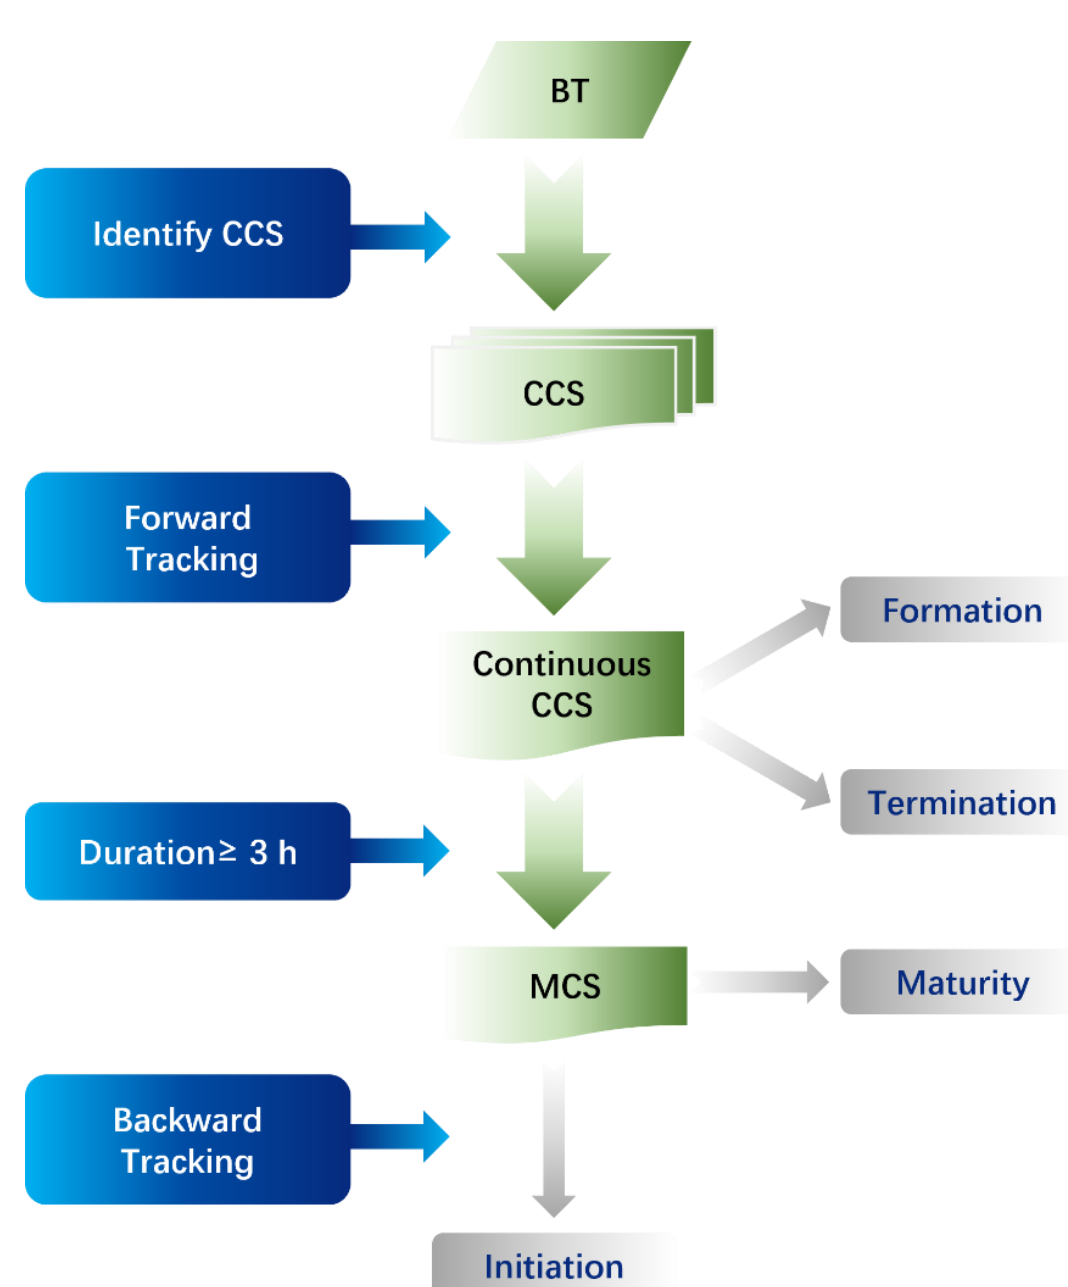 BT
Identify CCS
CCS
Forward
Tracking
Continuous
CCS
Formation
Termination
Duration≥ 3 h
MCS
Maturity
Backward
Tracking
Initiation